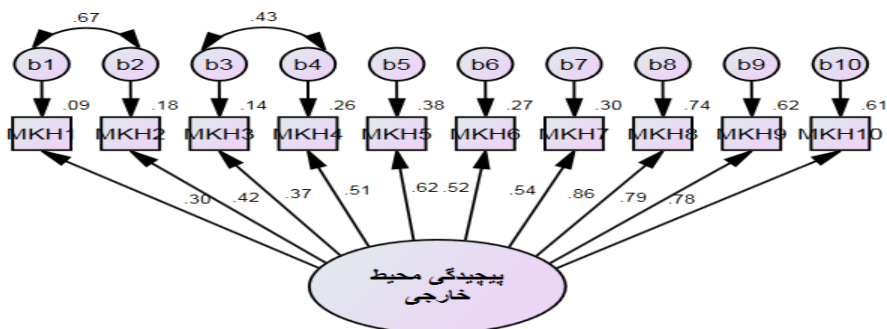 .67 .43
b1 b2 b3 b4 b5 b6 b7 b8 b9 b10
.09 .18 .14 .26 .38 .27 .30 .74 .62 .61
MKH1 MKH2 MKH3 MKH4 MKH5 MKH6 MKH7 MKH8 MKH9 MKH10
.30 .42 .37 .51 .62 .52 .54 .86 .79 .78
پیچیدگی محیط
خارجی